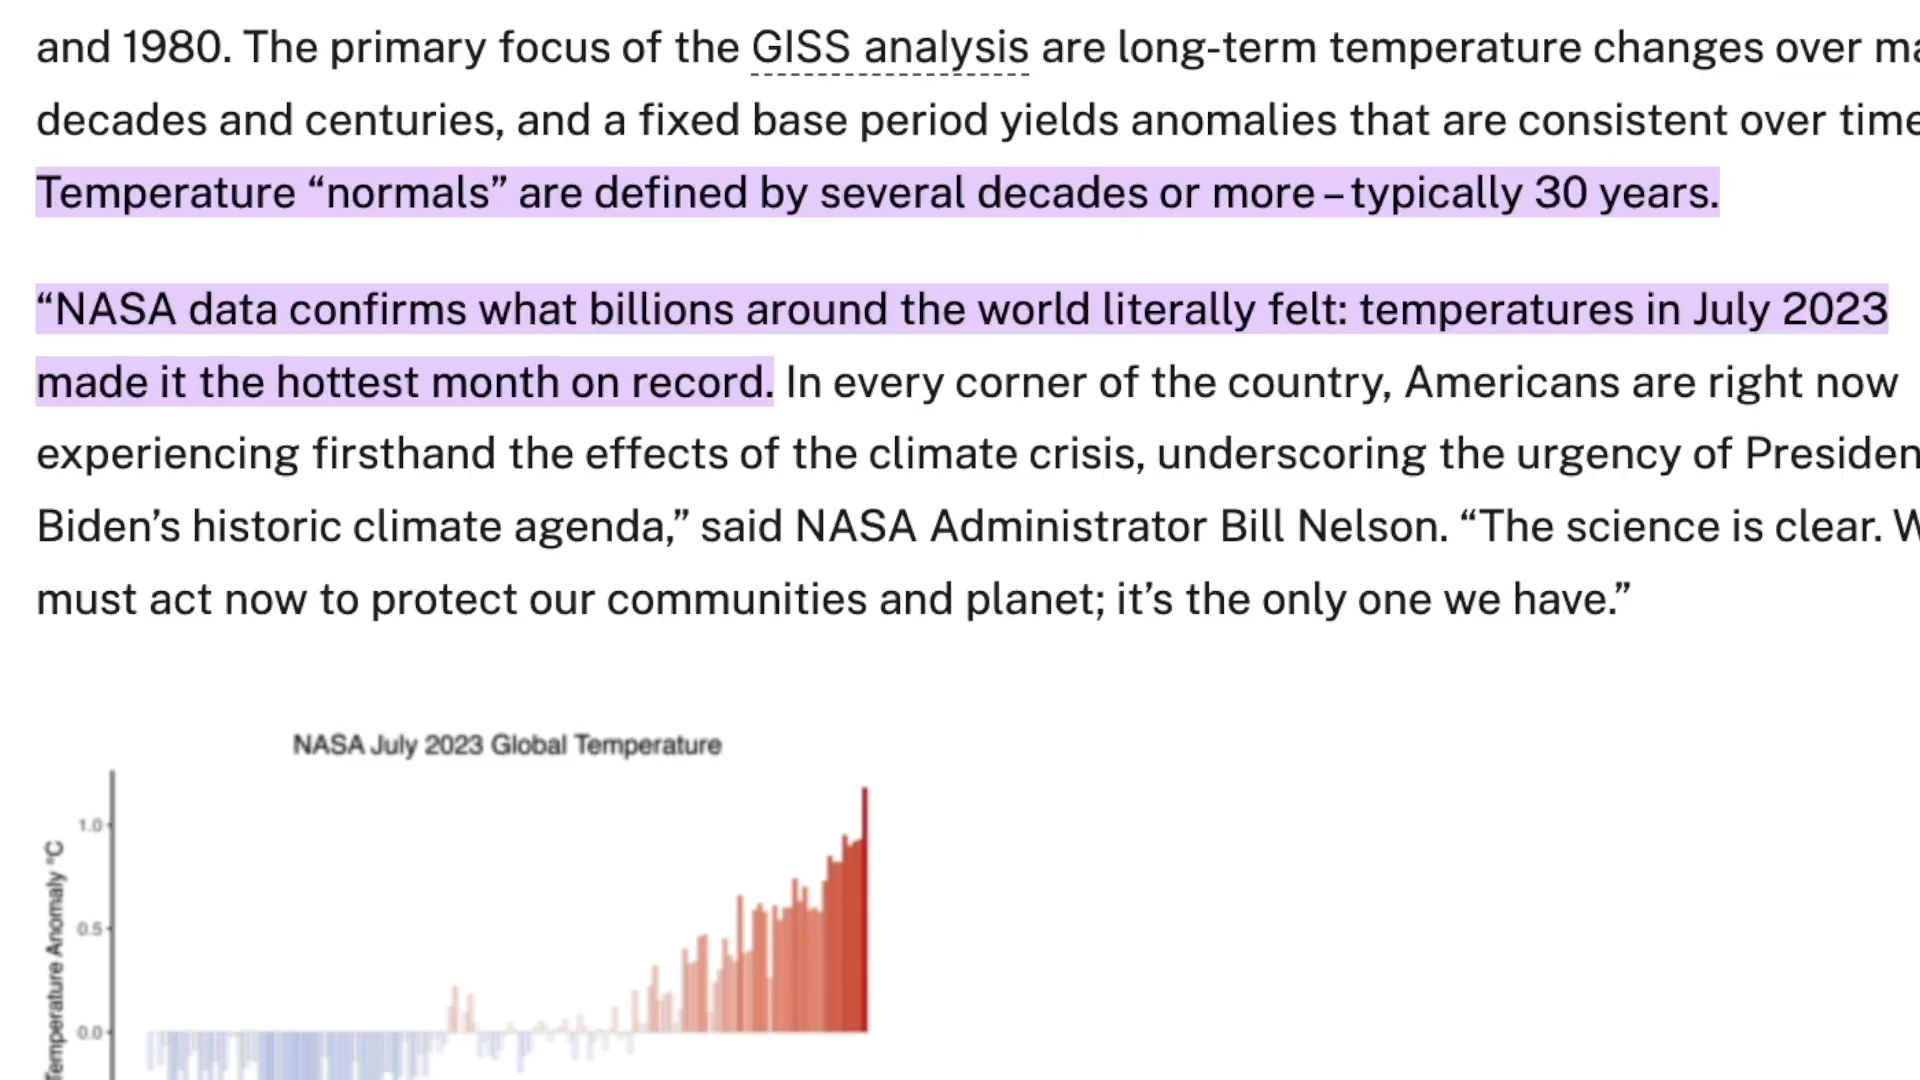 and 1980. The primary focus of the GISS analysis are long-term temperature changes over
decades and centuries, and a fixed base period yields anomalies that are consistent over time
Temperature “normals” are defined by several decades or more – typically 30 years.
“NASA data confirms what billions around the world literally felt: temperatures in July 2023
made it the hottest month on record. In every corner of the country, Americans are right now
experiencing firsthand the effects of the climate crisis, underscoring the urgency of Presiden
Biden’s historic climate agenda,” said NASA Administrator Bill Nelson. “The science is clear.
must act now to protect our communities and planet; it’s the only one we have.”
NASA July 2023 Global Temperature
Temperature Anomaly °C
1.0
0.5
0.0